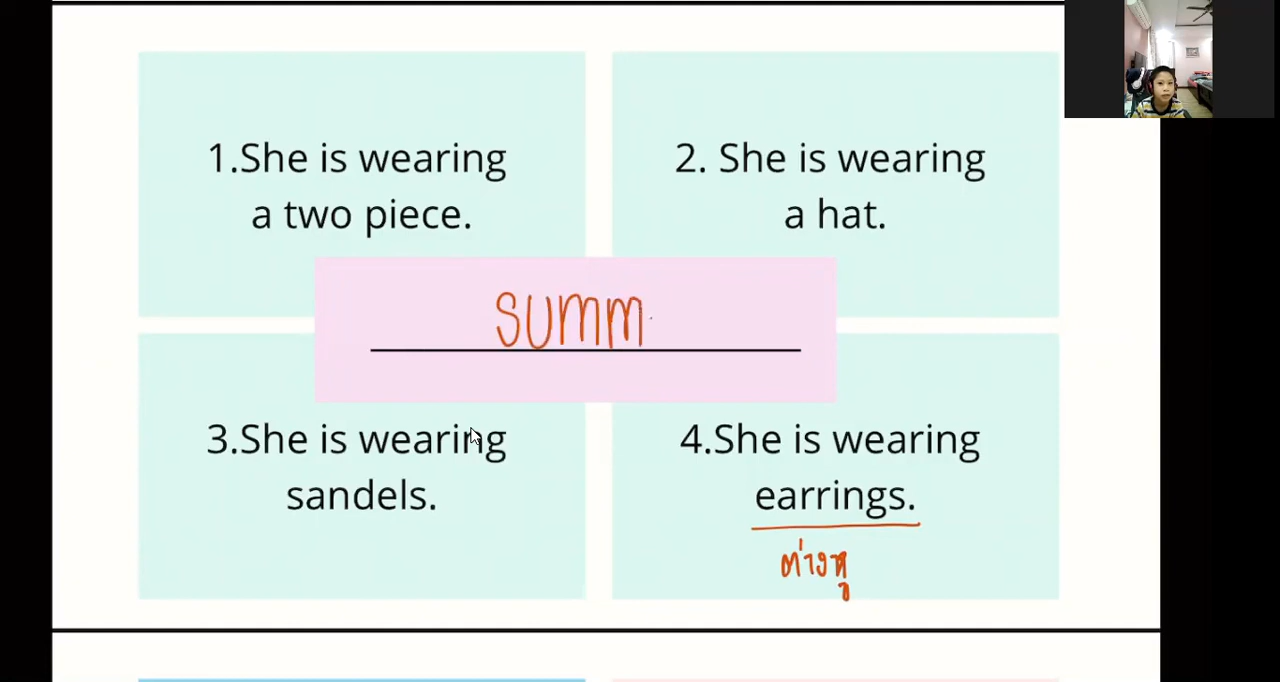 1.She is wearing
a two piece.
2. She is wearing
a hat.
summ
3.She is wearing
sandels.
4.She is wearing
earrings.
ต่างหู